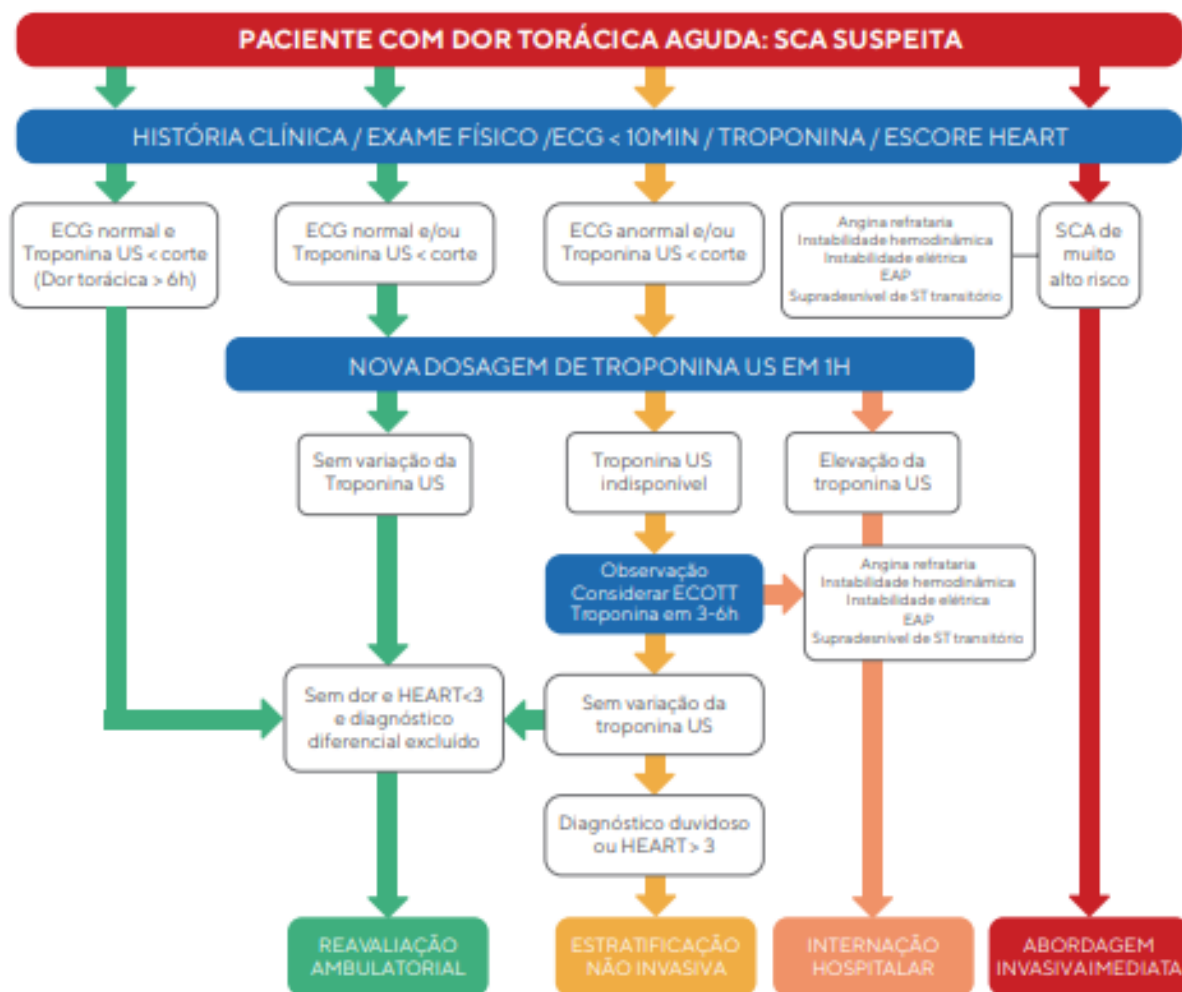 PACIENTE COM DOR TORÁCICA AGUDA: SCA SUSPEITA
HISTÓRIA CLÍNICA / EXAME FÍSICO /ECG < 10MIN / TROPONINA / ESCORE HEART
ECG normal e
Troponina US < corte
(Dor torácica > 6h)
ECG normal e/ou
Troponina US < corte
ECG anormal e/ou
Troponina US < corte
Angina refrataria
Instabilidade hemodinâmica
Instabilidade elétrica
EAP
Supradesnível de ST transitório
SCA de
muito
alto risco
NOVA DOSAGEM DE TROPONINA US EM 1H
Sem variação da
Troponina US
Troponina US
indisponível
Elevação da
troponina US
Observação
Considerar ECOTT
Troponina em 3-6h
Angina refrataria
Instabilidade hemodinâmica
Instabilidade elétrica
EAP
Supradesnível de ST transitório
Sem dor e HEART<3
e diagnóstico
diferencial excluído
Sem variação da
troponina US
Diagnóstico duvidoso
ou HEART> 3
REAVALIAÇÃO
AMBULATORIAL
ESTRATIFICAÇÃO
NÃO INVASIVA
INTERNAÇÃO
HOSPITALAR
ABORDAGEM
INVASIVA IMEDIATA